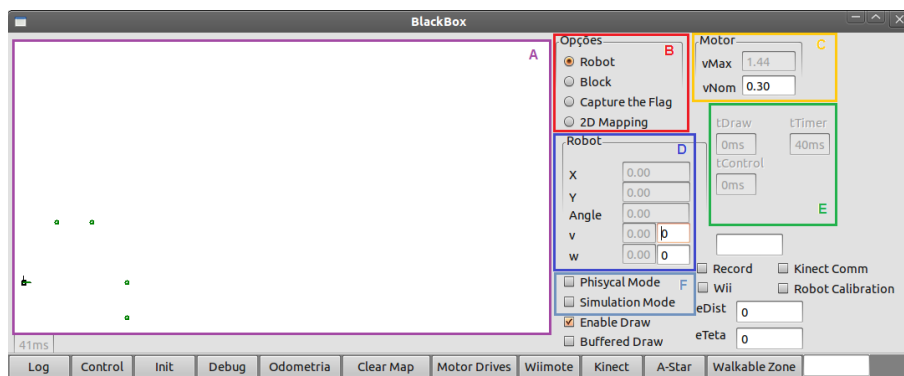 BlackBox
A
Opções
B
Robot
Block
Capture the Flag
2D Mapping
Motor
C
vMax 1.44
vNom 0.30
Robot
D
X 0.00
Y 0.00
Angle 0.00
v 0.00 0
w 0.00 0
tDraw tTimer
0ms 40ms
tControl
0ms
E
Phisycal Mode
F
Simulation Mode
Enable Draw
Buffered Draw
Record Kinect Comm
Wii Robot Calibration
eDist 0
eTeta 0
41ms
Log Control Init Debug Odometria Clear Map Motor Drives Wiimote Kinect A-Star Walkable Zone